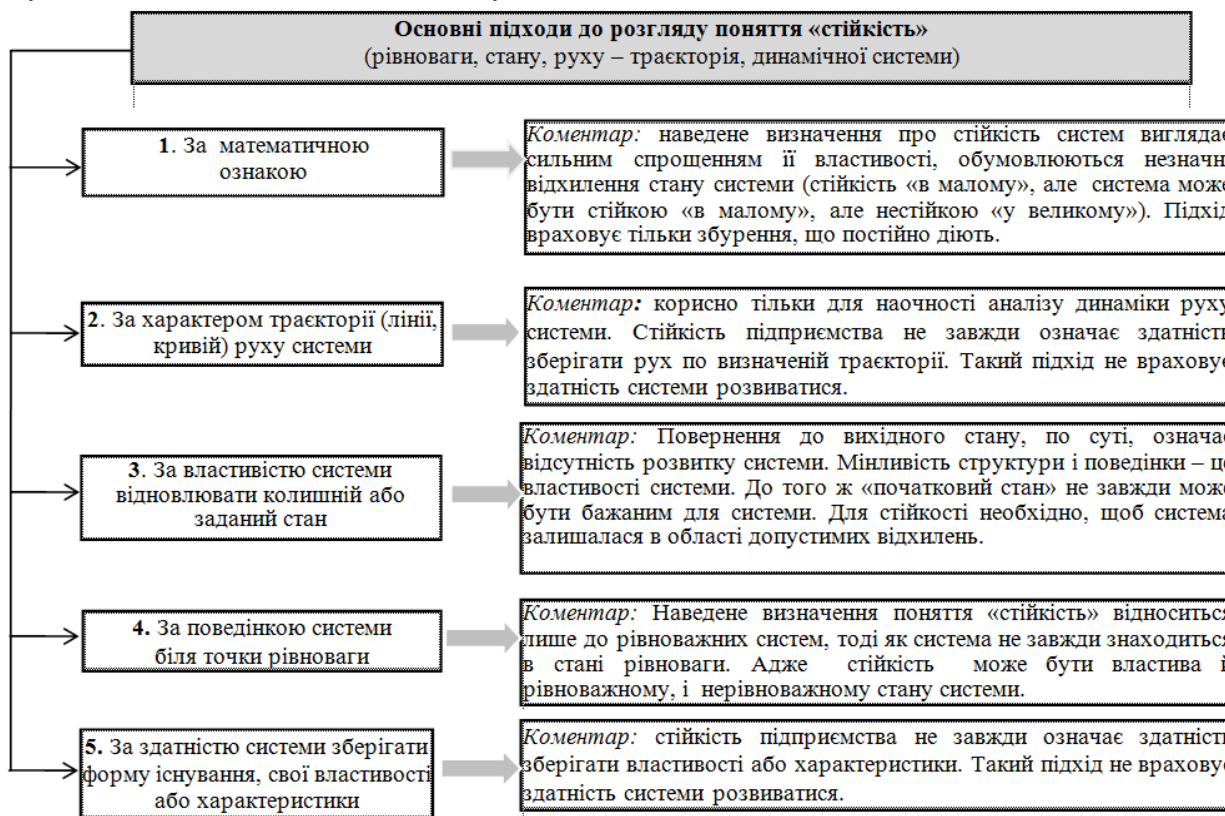 Основні підходи до розгляду поняття «стійкість»
(рівноваги, стану, руху – траєкторія, динамічної системи)
1. За математичною
ознакою
Коментар: наведене визначення про стійкість систем виглядає
сильним спрощенням її властивості, обумовлюються незначні
відхилення стану системи (стійкість «в малому», але система може
бути стійкою «в малому», але нестійкою «у великому»). Підхід
враховує тільки збурення, що постійно діють.
2. За характером траєкторії (лінії,
кривій) руху системи
Коментар: корисно тільки для наочності аналізу динаміки руху
системи. Стійкість підприємства не завжди означає здатність
зберігати рух по визначеній траєкторії. Такий підхід не враховує
здатність системи розвиватися.
3. За властивістю системи
відновлювати колишній або
заданий стан
Коментар: Повернення до вихідного стану, по суті, означає
відсутність розвитку системи. Мінливість структури і поведінки – це
властивості системи. До того ж «початковий стан» не завжди може
бути бажаним для системи. Для стійкості необхідно, щоб система
залишалася в області допустимих відхилень.
4. За поведінкою системи
біля точки рівноваги
Коментар: Наведене визначення поняття «стійкість» відноситься
лише до рівноважних систем, тоді як система не завжди знаходиться
в стані рівноваги. Адже стійкість може бути властива й
рівноважному, і нерівноважному стану системи.
5. За здатністю системи зберігати
форму існування, свої властивості
або характеристики
Коментар: стійкість підприємства не завжди означає здатність
зберігати властивості або характеристики. Такий підхід не враховує
здатність системи розвиватися.